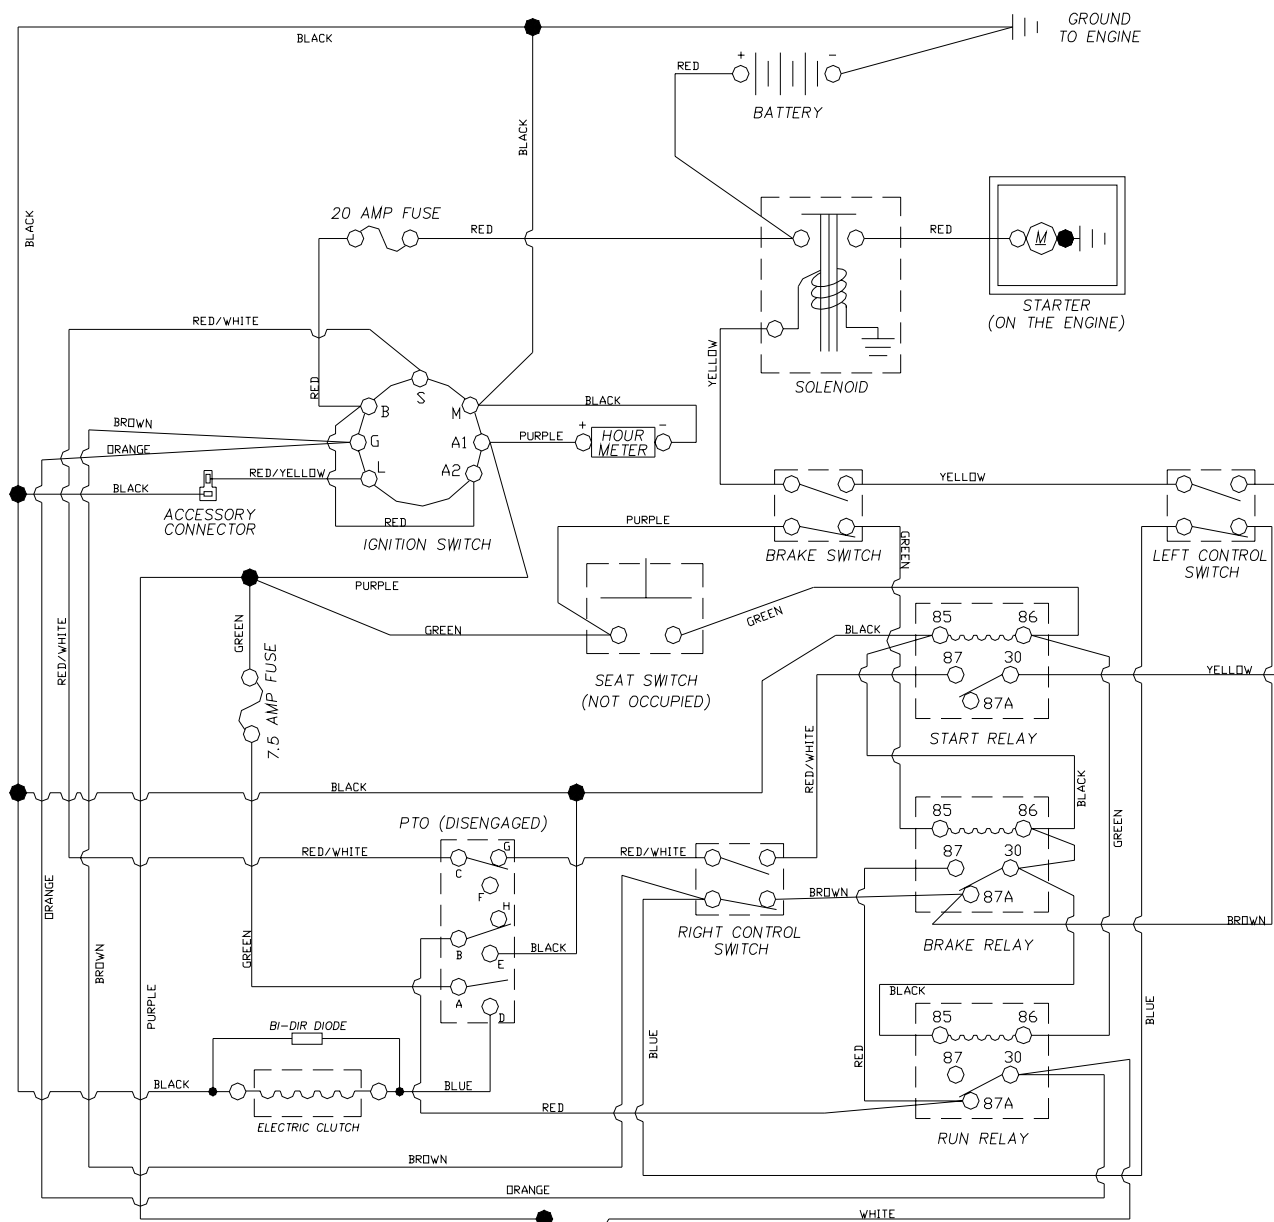 GROUND
TO ENGINE
BLACK
+
−
RED
BATTERY
BLACK
BLACK
20 AMP FUSE
RED
RED
M
STARTER
(ON THE ENGINE)
RED/WHITE
YELLOW
SOLENOID
RED
S
B
M
BLACK
BROWN
G
A1
PURPLE
+
HOUR
METER
−
ORANGE
L
A2
RED/YELLOW
BLACK
YELLOW
ACCESSORY
CONNECTOR
RED
IGNITION SWITCH
PURPLE
BRAKE SWITCH
GREEN
LEFT CONTROL
SWITCH
PURPLE
GREEN
GREEN
GREEN
BLACK
85
86
RED/WHITE
7.5 AMP FUSE
SEAT SWITCH
(NOT OCCUPIED)
87
30
YELLOW
87A
START RELAY
RED/WHITE
BLACK
BLACK
PTO (DISENGAGED)
85
86
GREEN
RED/WHITE
C
G
RED/WHITE
87
30
F
ORANGE
H
BROWN
87A
BROWN
RIGHT CONTROL
SWITCH
BRAKE RELAY
B
E
BLACK
GREEN
BROWN
A
D
BLACK
PURPLE
BI-DIR DIODE
85
86
BLUE
BLUE
RED
87
30
BLACK
BLUE
87A
ELECTRIC CLUTCH
RED
RUN RELAY
BROWN
ORANGE
WHITE